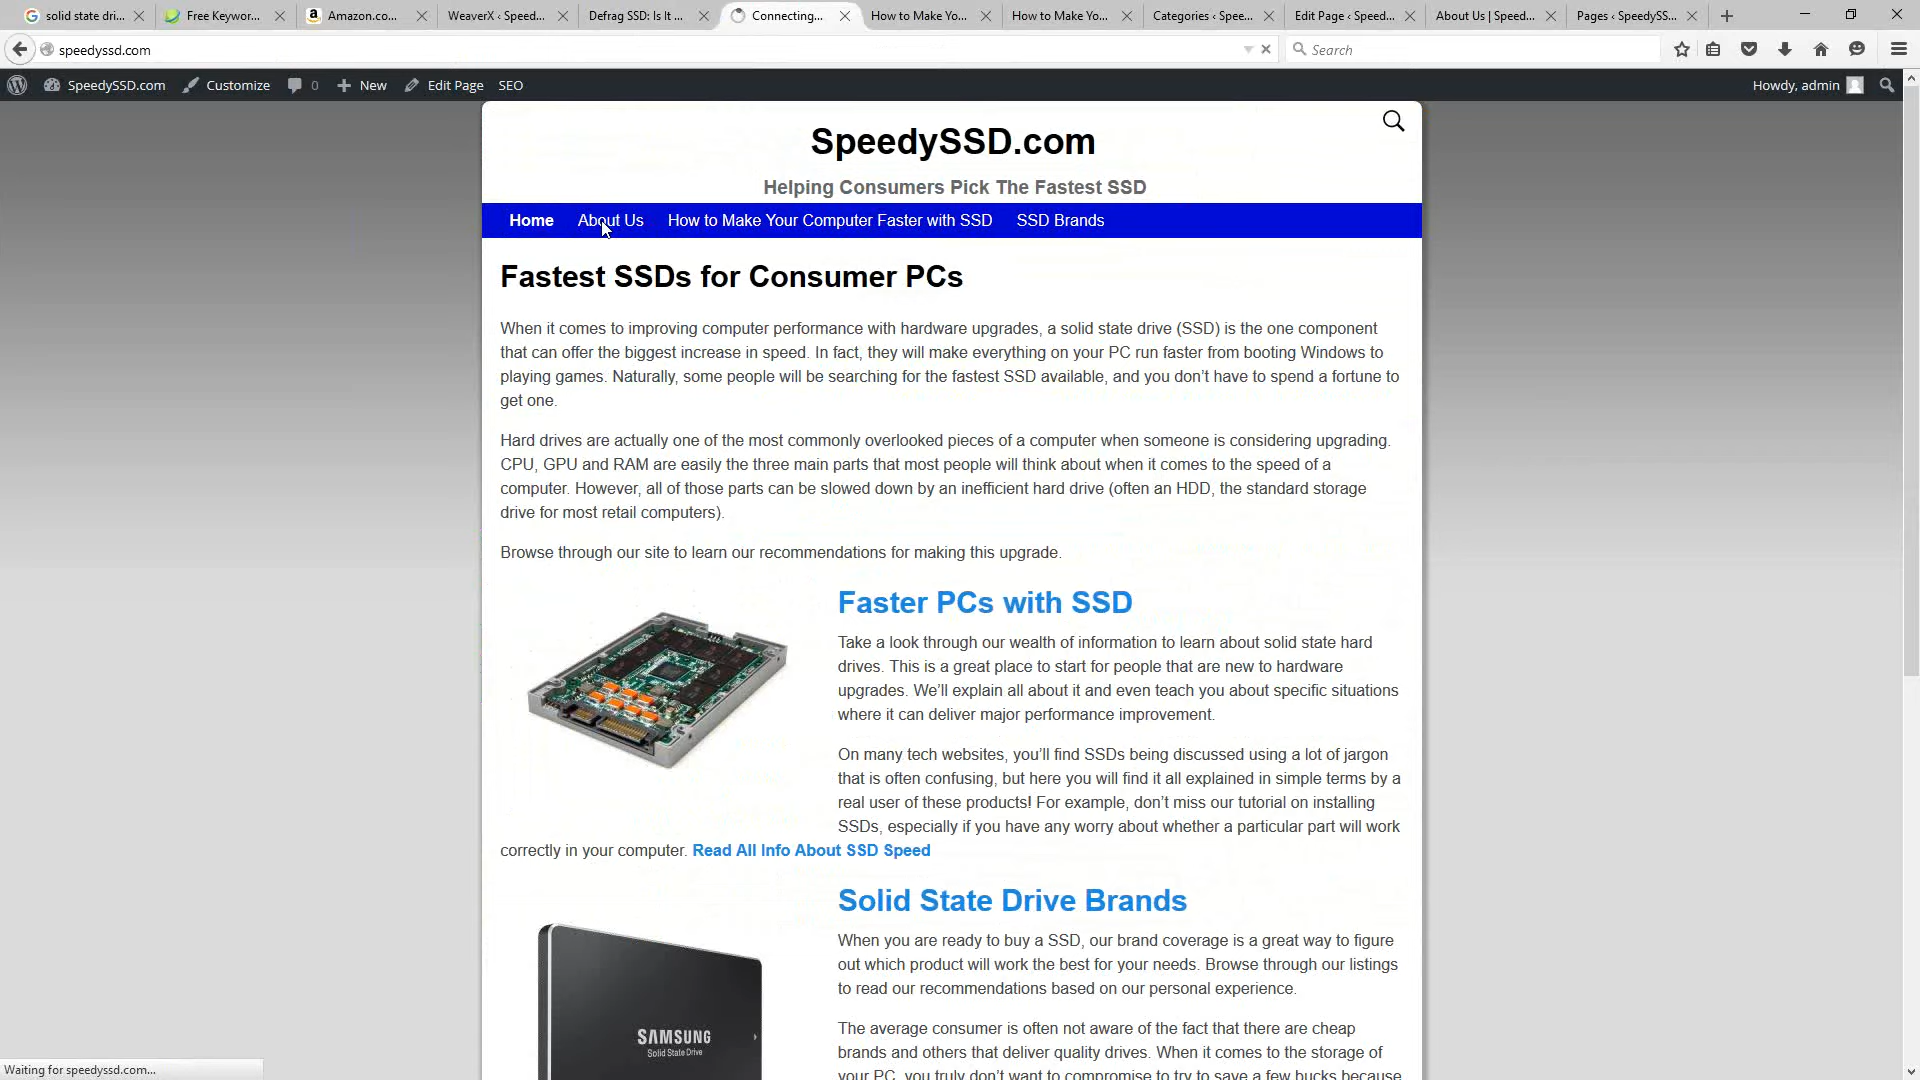 solid state dri...
Free Keywor...
Amazon.co...
WeaverX ‹ Speed...
Defrag SSD: Is It ...
Connecting...
How to Make Yo...
How to Make Yo...
Categories ‹ Spee...
Edit Page ‹ Speed...
About Us | Speed...
Pages ‹ SpeedySS...
speedyssd.com
Search
SpeedySSD.com
Customize
0
New
Edit Page
SEO
Howdy, admin
SpeedySSD.com
Helping Consumers Pick The Fastest SSD
Home
About Us
How to Make Your Computer Faster with SSD
SSD Brands
Fastest SSDs for Consumer PCs
When it comes to improving computer performance with hardware upgrades, a solid state drive (SSD) is the one component
that can offer the biggest increase in speed. In fact, they will make everything on your PC run faster from booting Windows to
playing games. Naturally, some people will be searching for the fastest SSD available, and you don’t have to spend a fortune to
get one.
Hard drives are actually one of the most commonly overlooked pieces of a computer when someone is considering upgrading.
CPU, GPU and RAM are easily the three main parts that most people will think about when it comes to the speed of a
computer. However, all of those parts can be slowed down by an inefficient hard drive (often an HDD, the standard storage
drive for most retail computers).
Browse through our site to learn our recommendations for making this upgrade.
Faster PCs with SSD
Take a look through our wealth of information to learn about solid state hard
drives. This is a great place to start for people that are new to hardware
upgrades. We’ll explain all about it and even teach you about specific situations
where it can deliver major performance improvement.
On many tech websites, you’ll find SSDs being discussed using a lot of jargon
that is often confusing, but here you will find it all explained in simple terms by a
real user of these products! For example, don’t miss our tutorial on installing
SSDs, especially if you have any worry about whether a particular part will work
correctly in your computer. Read All Info About SSD Speed
Solid State Drive Brands
When you are ready to buy a SSD, our brand coverage is a great way to figure
out which product will work the best for your needs. Browse through our listings
to read our recommendations based on our personal experience.
SAMSUNG
Solid State Drive
The average consumer is often not aware of the fact that there are cheap
brands and others that deliver quality drives. When it comes to the storage of
your PC, you truly don’t want to compromise to try to save a few bucks because
Waiting for speedyssd.com...